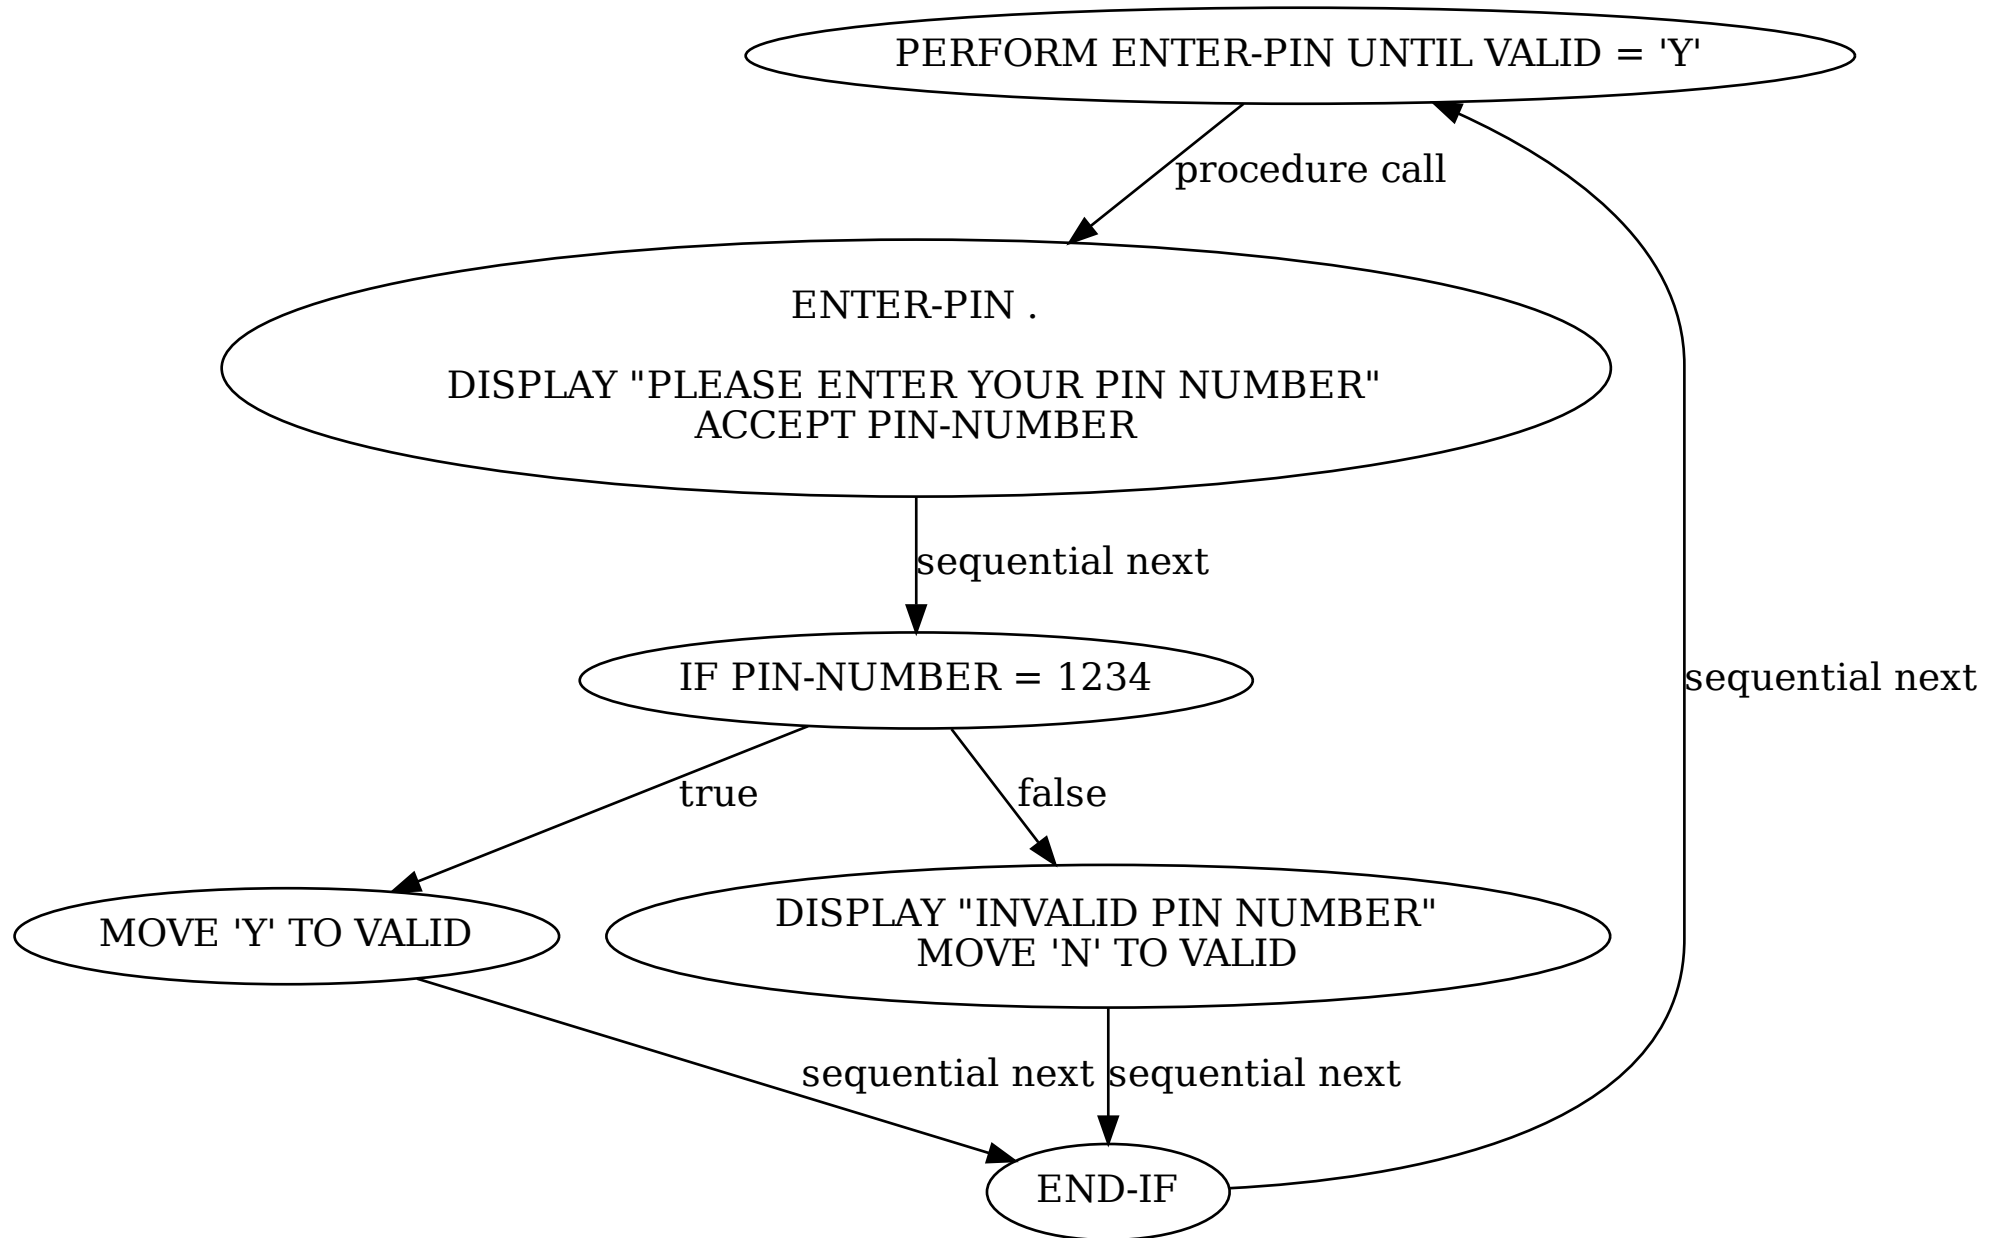 PERFORM ENTER-PIN UNTIL VALID = 'Y'
procedure call
ENTER-PIN .
DISPLAY "PLEASE ENTER YOUR PIN NUMBER"
ACCEPT PIN-NUMBER
sequential next
IF PIN-NUMBER = 1234
sequential next
true
false
MOVE 'Y' TO VALID
DISPLAY "INVALID PIN NUMBER"
MOVE 'N' TO VALID
sequential next
sequential next
END-IF